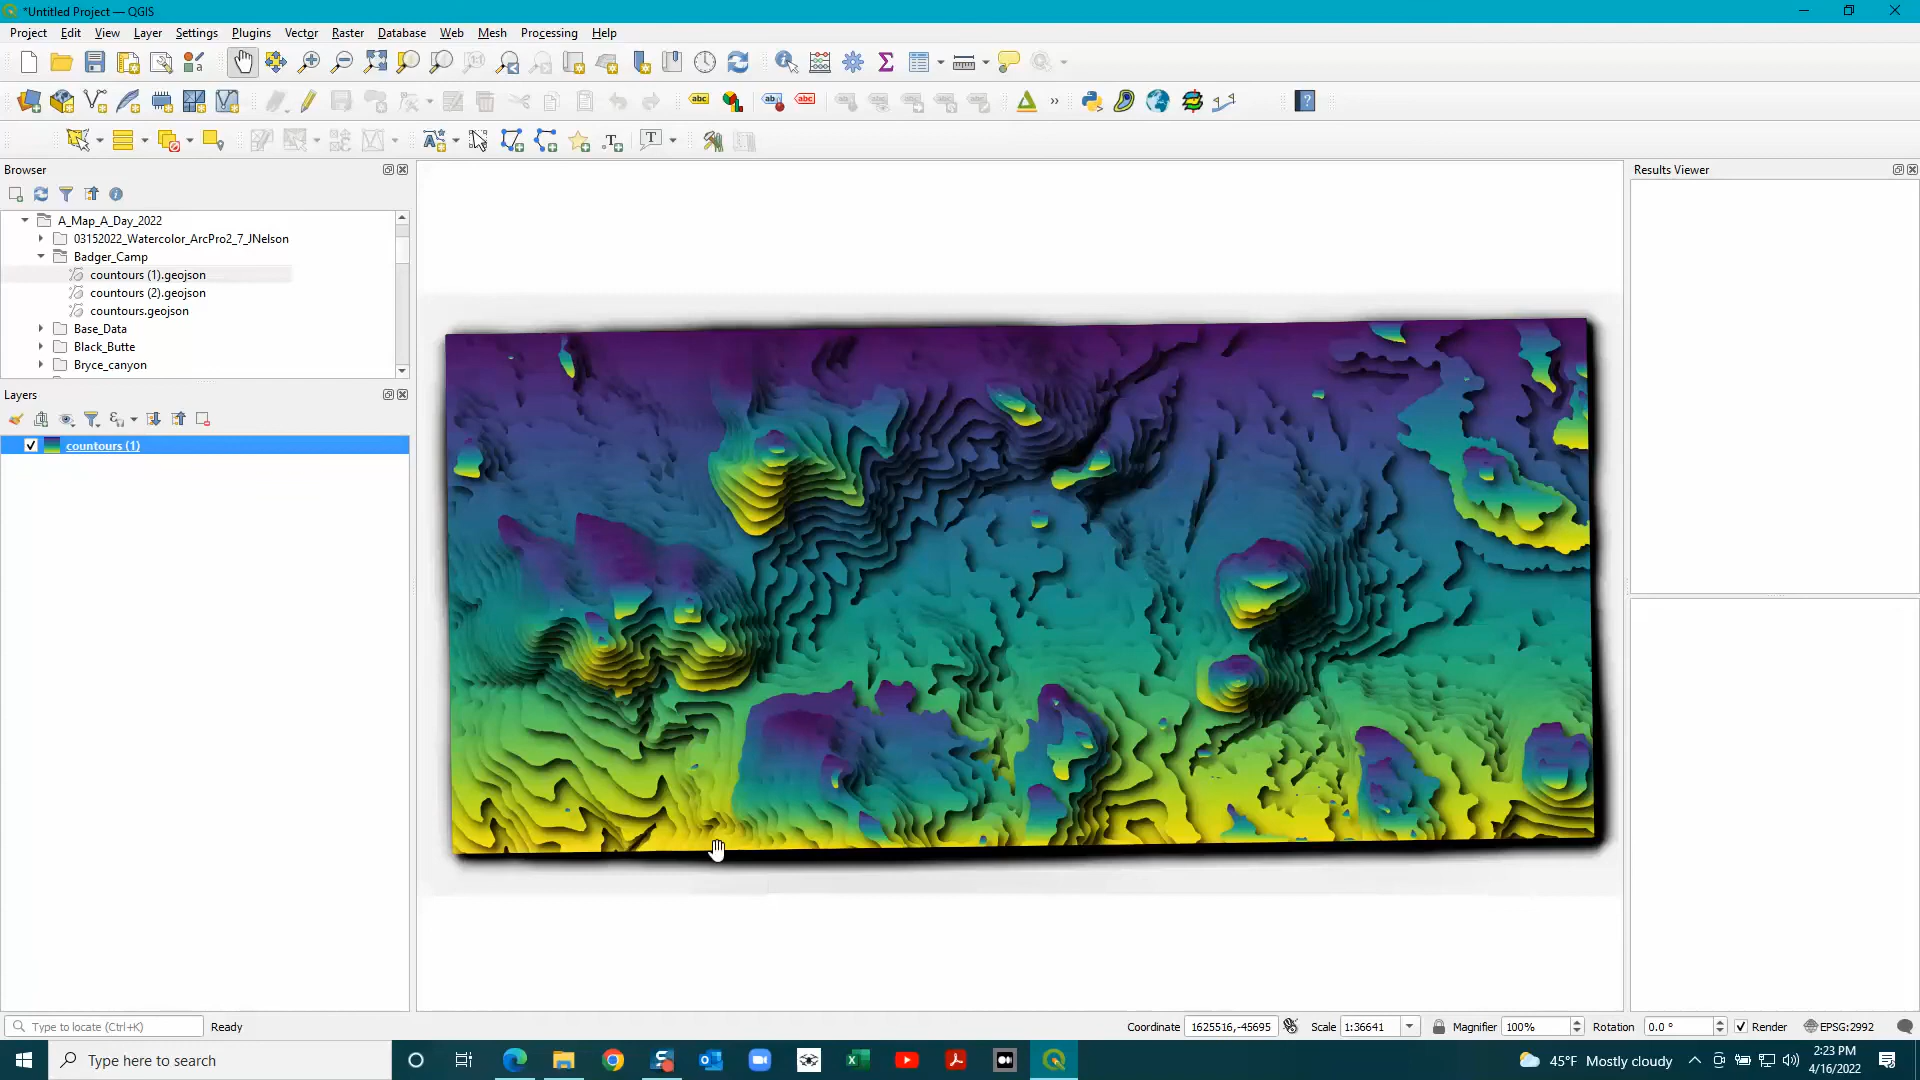 *Untitled Project — QGIS
Project Edit View Layer Settings Plugins Vector Raster Database Web Mesh Processing Help
Browser
A_Map_A_Day_2022
03152022_Watercolor_ArcPro2_7_JNelson
Badger_Camp
countours (1).geojson
countours (2).geojson
countours.geojson
Base_Data
Black_Butte
Bryce_canyon
Layers
countours (1)
Results Viewer
Type to locate (Ctrl+K)
Ready
Coordinate 1625516,-45695 Scale 1:36641 Magnifier 100% Rotation 0.0 ° Render EPSG:2992
Type here to search
45°F Mostly cloudy
2:23 PM
4/16/2022